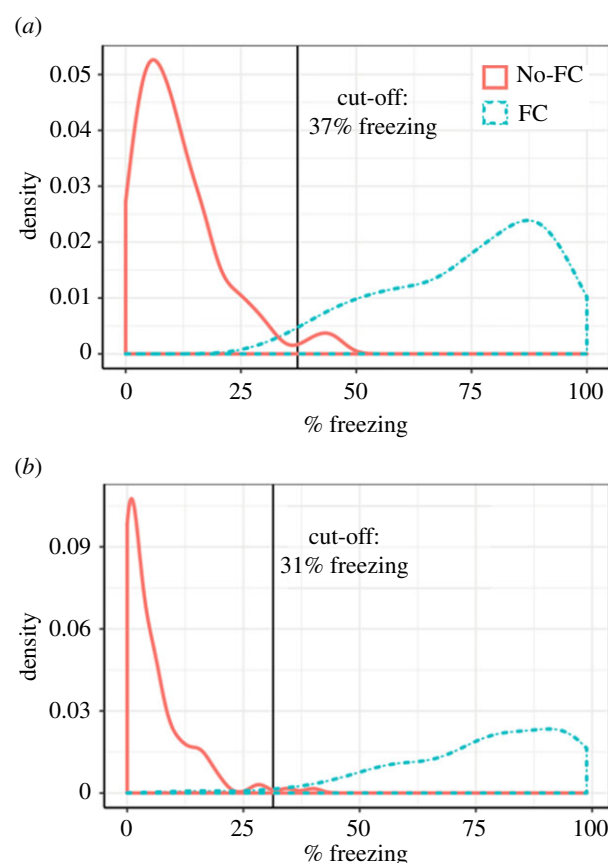 (a)
0.05
0.04
0.03
0.02
0.01
0
density
cut-off:
37% freezing
No-FC
FC
0
25
50
75
100
% freezing
(b)
0.09
0.06
0.03
0
density
cut-off:
31% freezing
0
25
50
75
100
% freezing